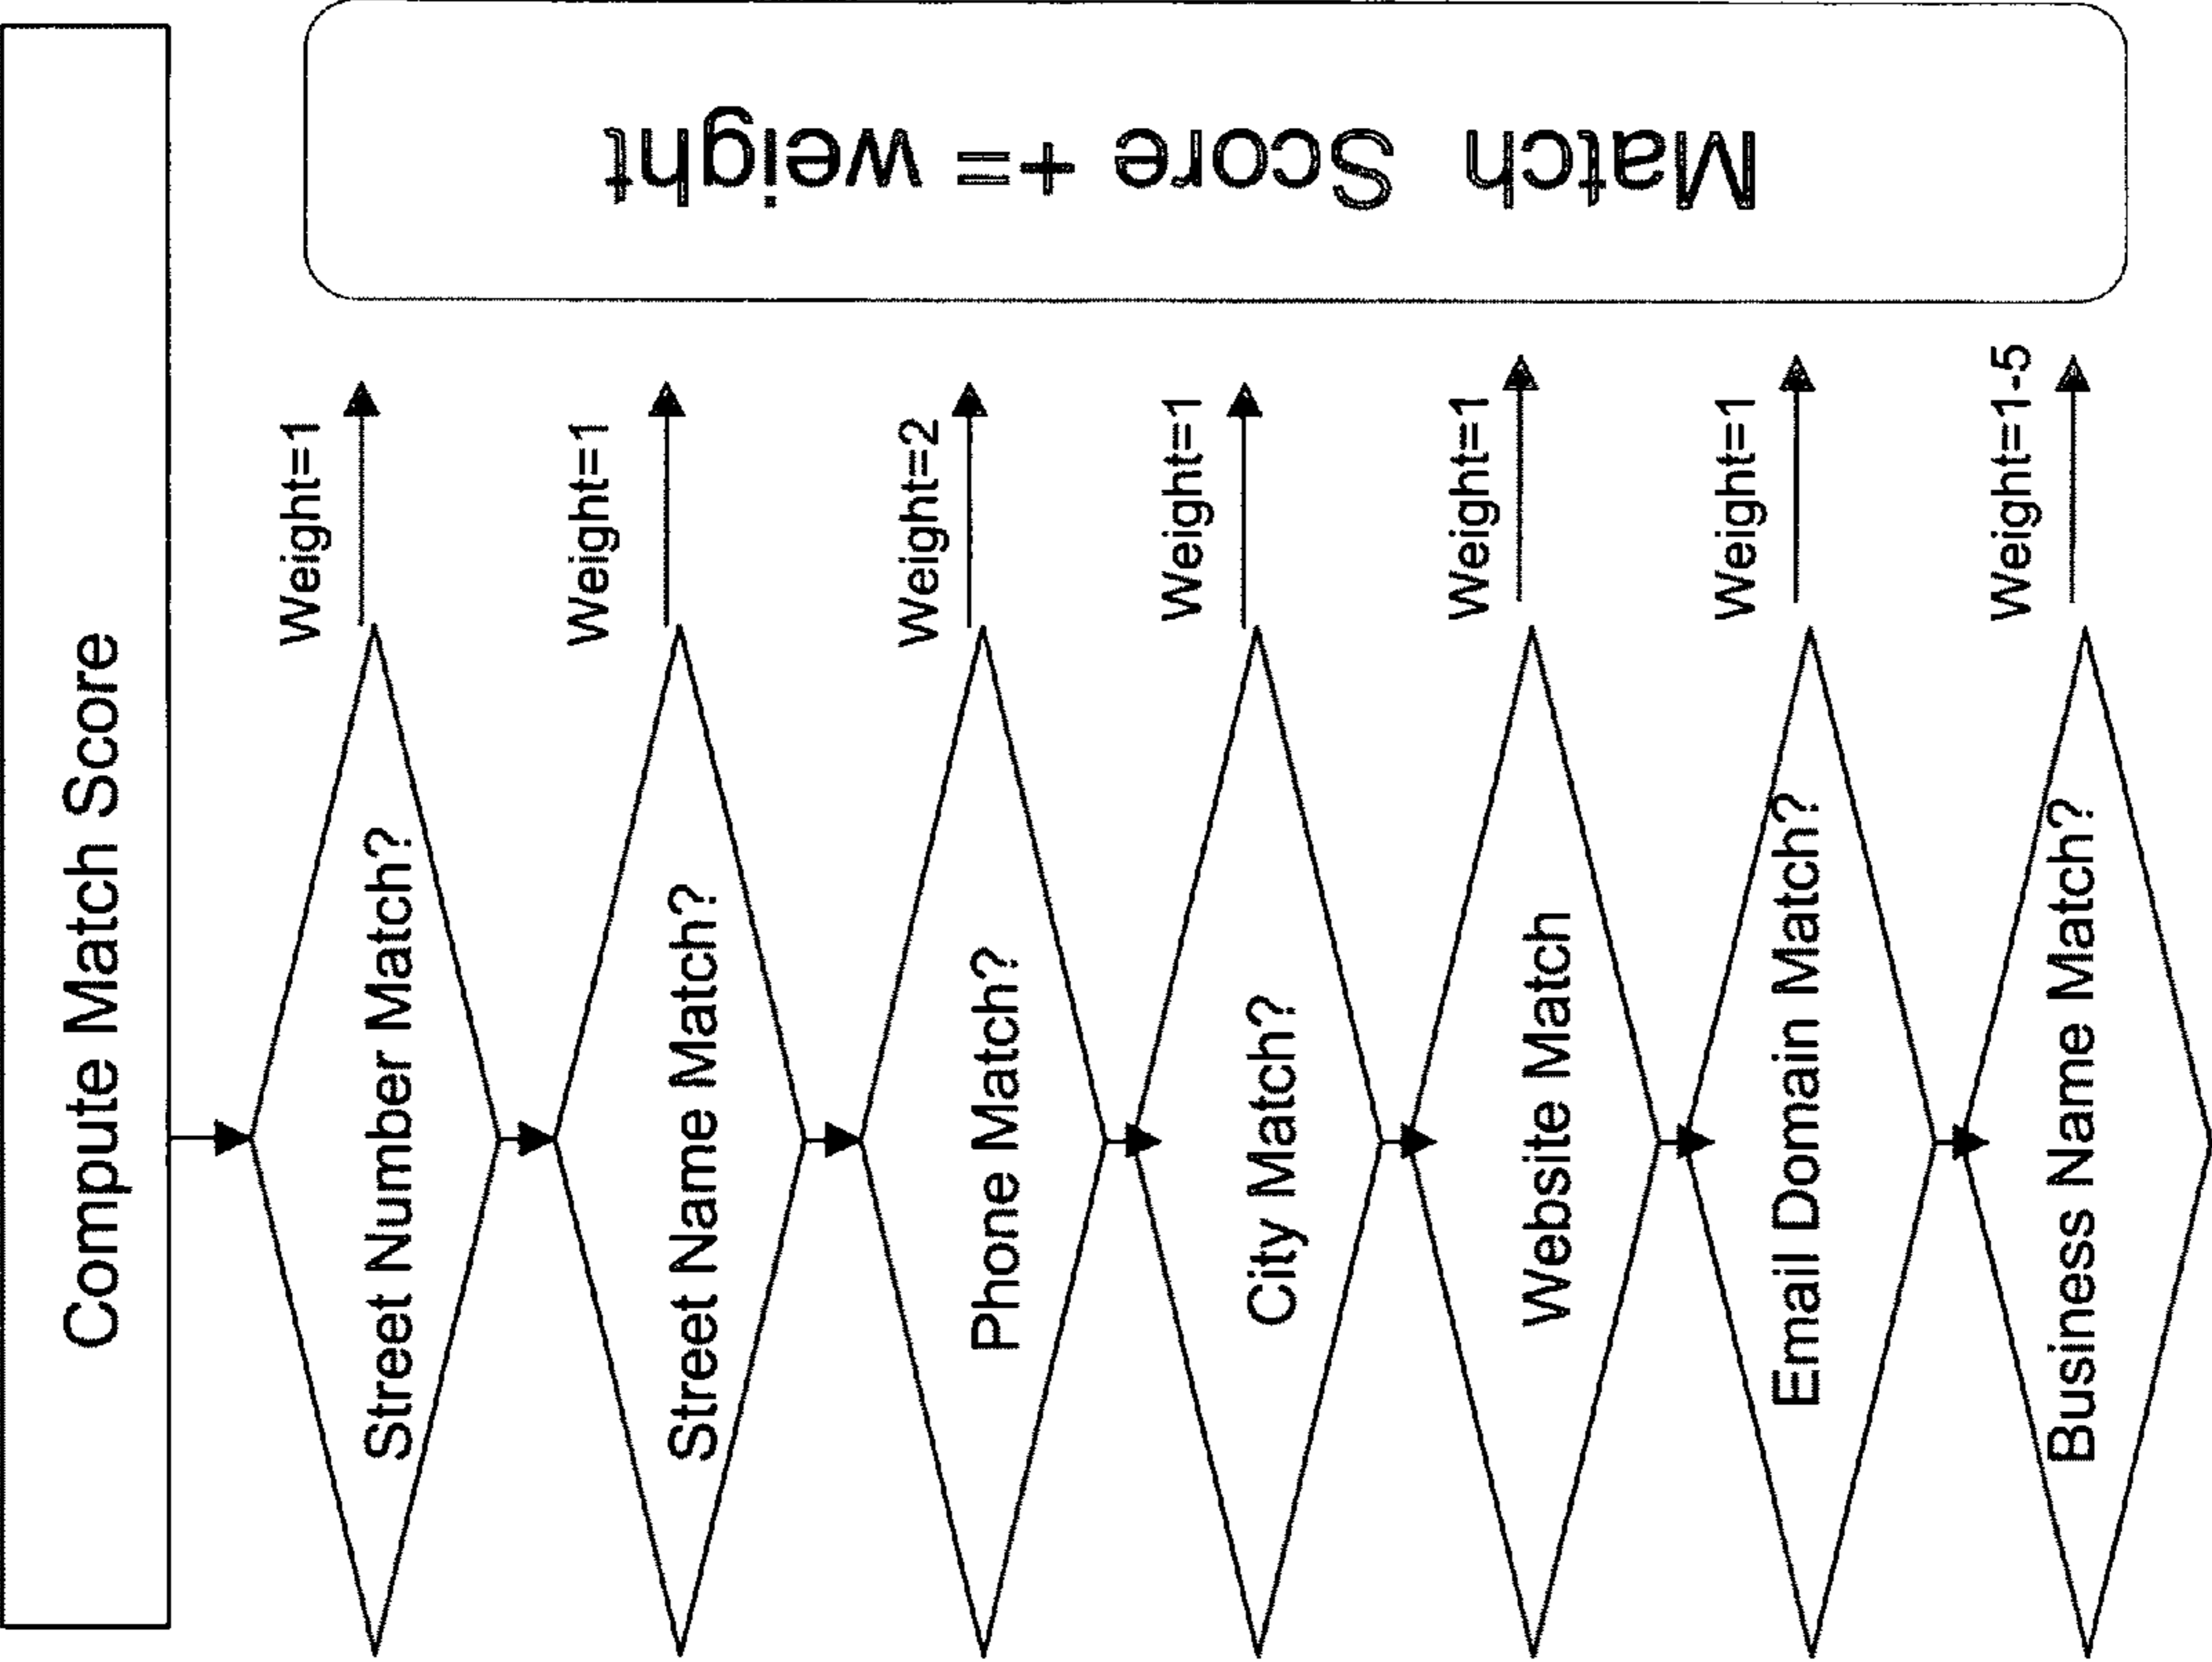 Compute Match Score
Street Number Match?
Weight=1
Street Name Match?
Weight=1
Phone Match?
Weight=2
City Match?
Weight=1
Website Match
Weight=1
Email Domain Match?
Weight=1
Business Name Match?
Weight=1-5
Match Score += weight